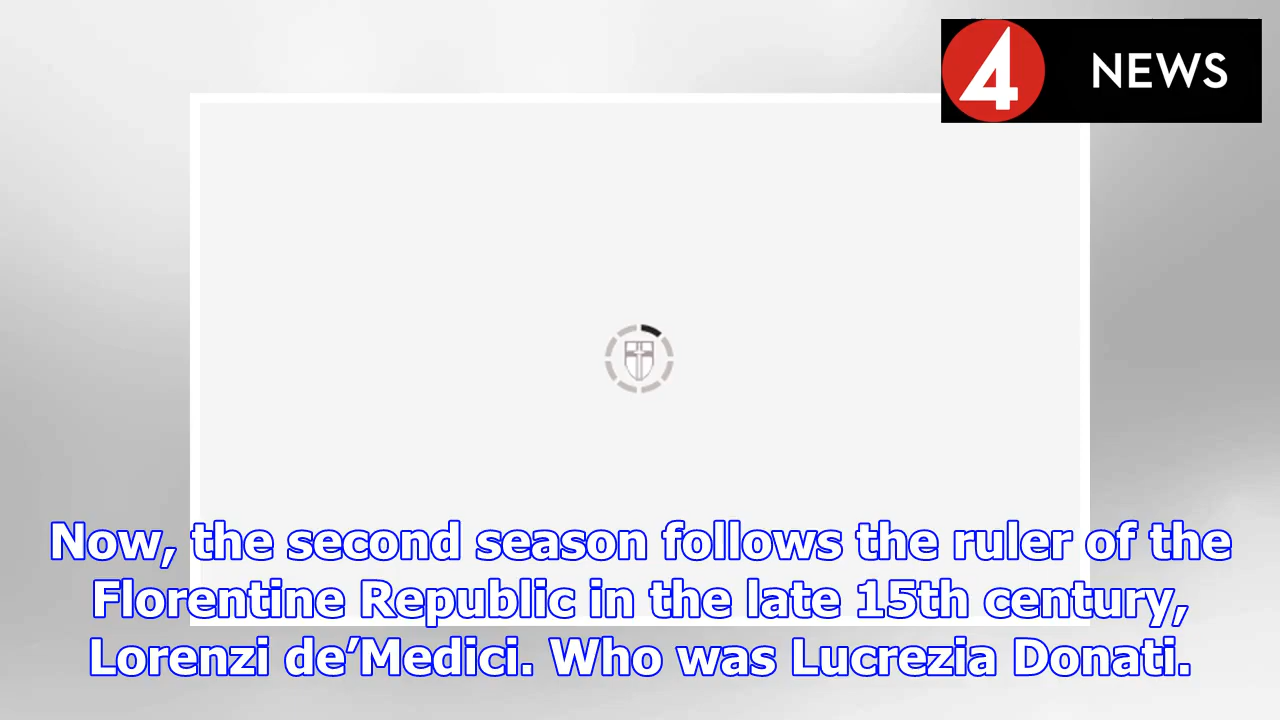 4 NEWS
Now, the second season follows the ruler of the
Florentine Republic in the late 15th century,
Lorenzi de’Medici. Who was Lucrezia Donati.